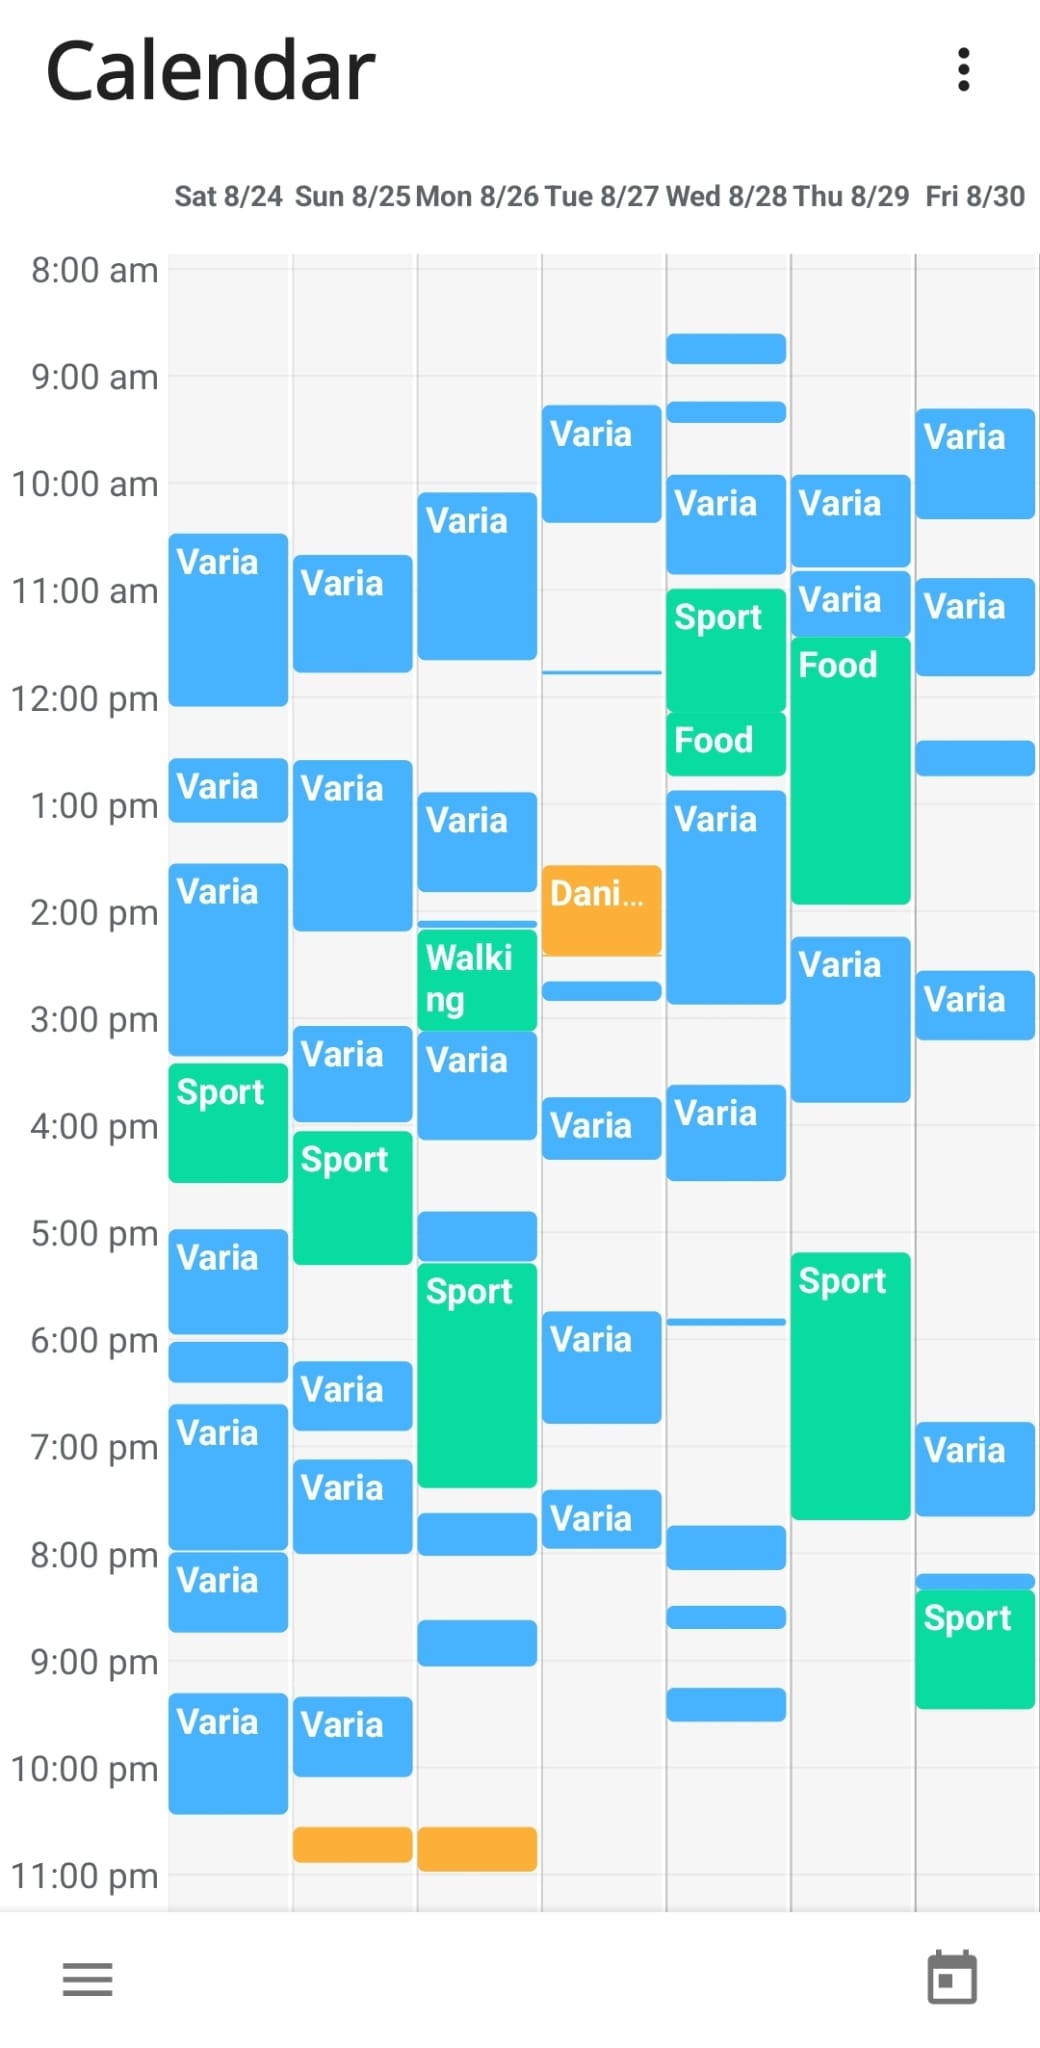 Calendar
Sat 8/24 Sun 8/25 Mon 8/26 Tue 8/27 Wed 8/28 Thu 8/29 Fri 8/30
8:00 am
9:00 am
Varia Varia
10:00 am
Varia Varia Varia
Varia Varia
11:00 am
Varia Varia
Sport
Food
12:00 pm
Food
Varia Varia
1:00 pm
Varia Varia
Varia Dani...
2:00 pm
Walki
ng
Varia
Varia
3:00 pm
Varia Varia
Sport
4:00 pm
Varia Varia
Sport
5:00 pm
Varia
Sport
Sport
6:00 pm
Varia
Varia
Varia
7:00 pm
Varia
Varia
Varia
8:00 pm
Varia
Sport
9:00 pm
Varia Varia
10:00 pm
11:00 pm